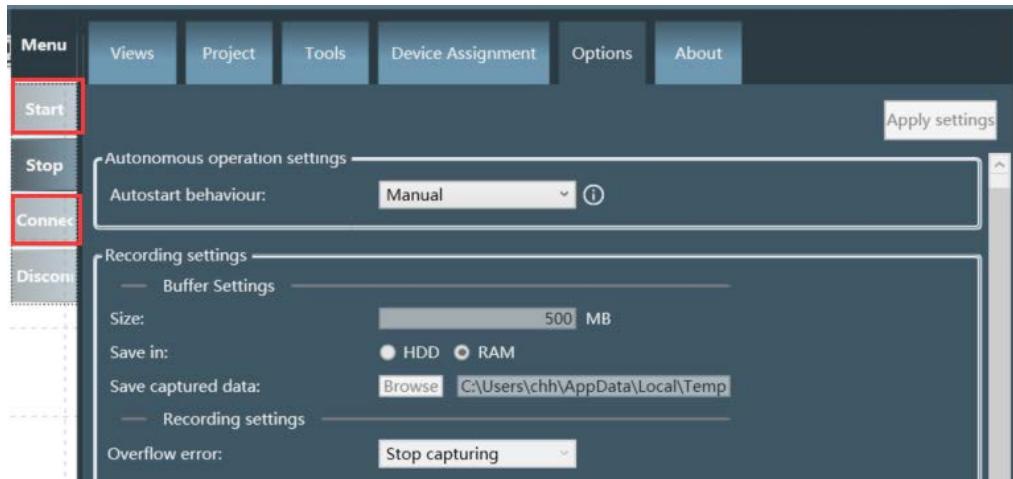 Menu
Views Project Tools Device Assignment Options About
Start
Apply settings
Stop
Autonomous operation settings
Autostart behaviour: Manual
Connec
Recording settings
Disconn
Buffer Settings
Size: 500 MB
Save in: HDD RAM
Save captured data: Browse C:\Users\chh\AppData\Local\Temp
Recording settings
Overflow error: Stop capturing